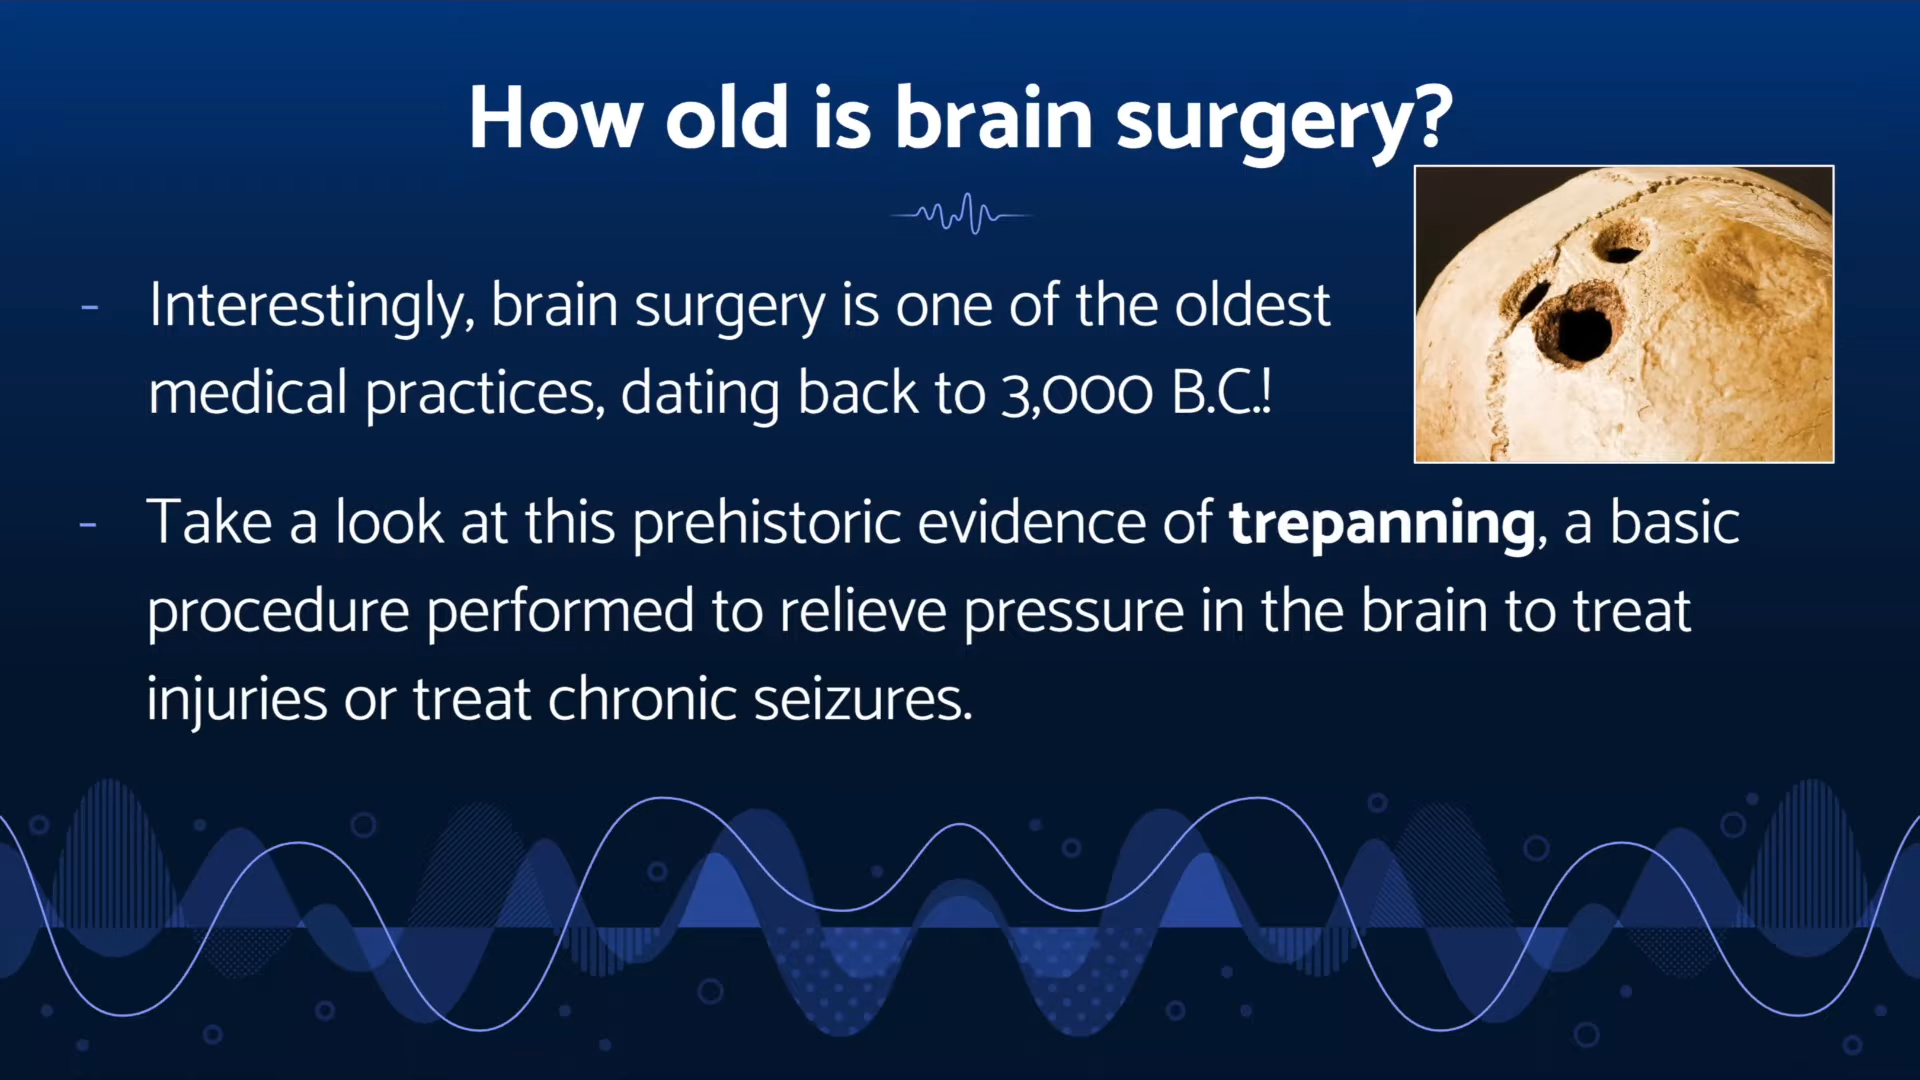 How old is brain surgery?
- Interestingly, brain surgery is one of the oldest
medical practices, dating back to 3,000 B.C.!
- Take a look at this prehistoric evidence of trepanning, a basic
procedure performed to relieve pressure in the brain to treat
injuries or treat chronic seizures.